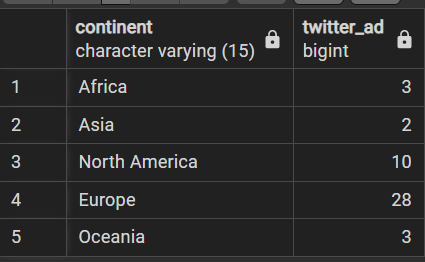 continent twitter_ad
character varying (15) bigint
1 Africa 3
2 Asia 2
3 North America 10
4 Europe 28
5 Oceania 3